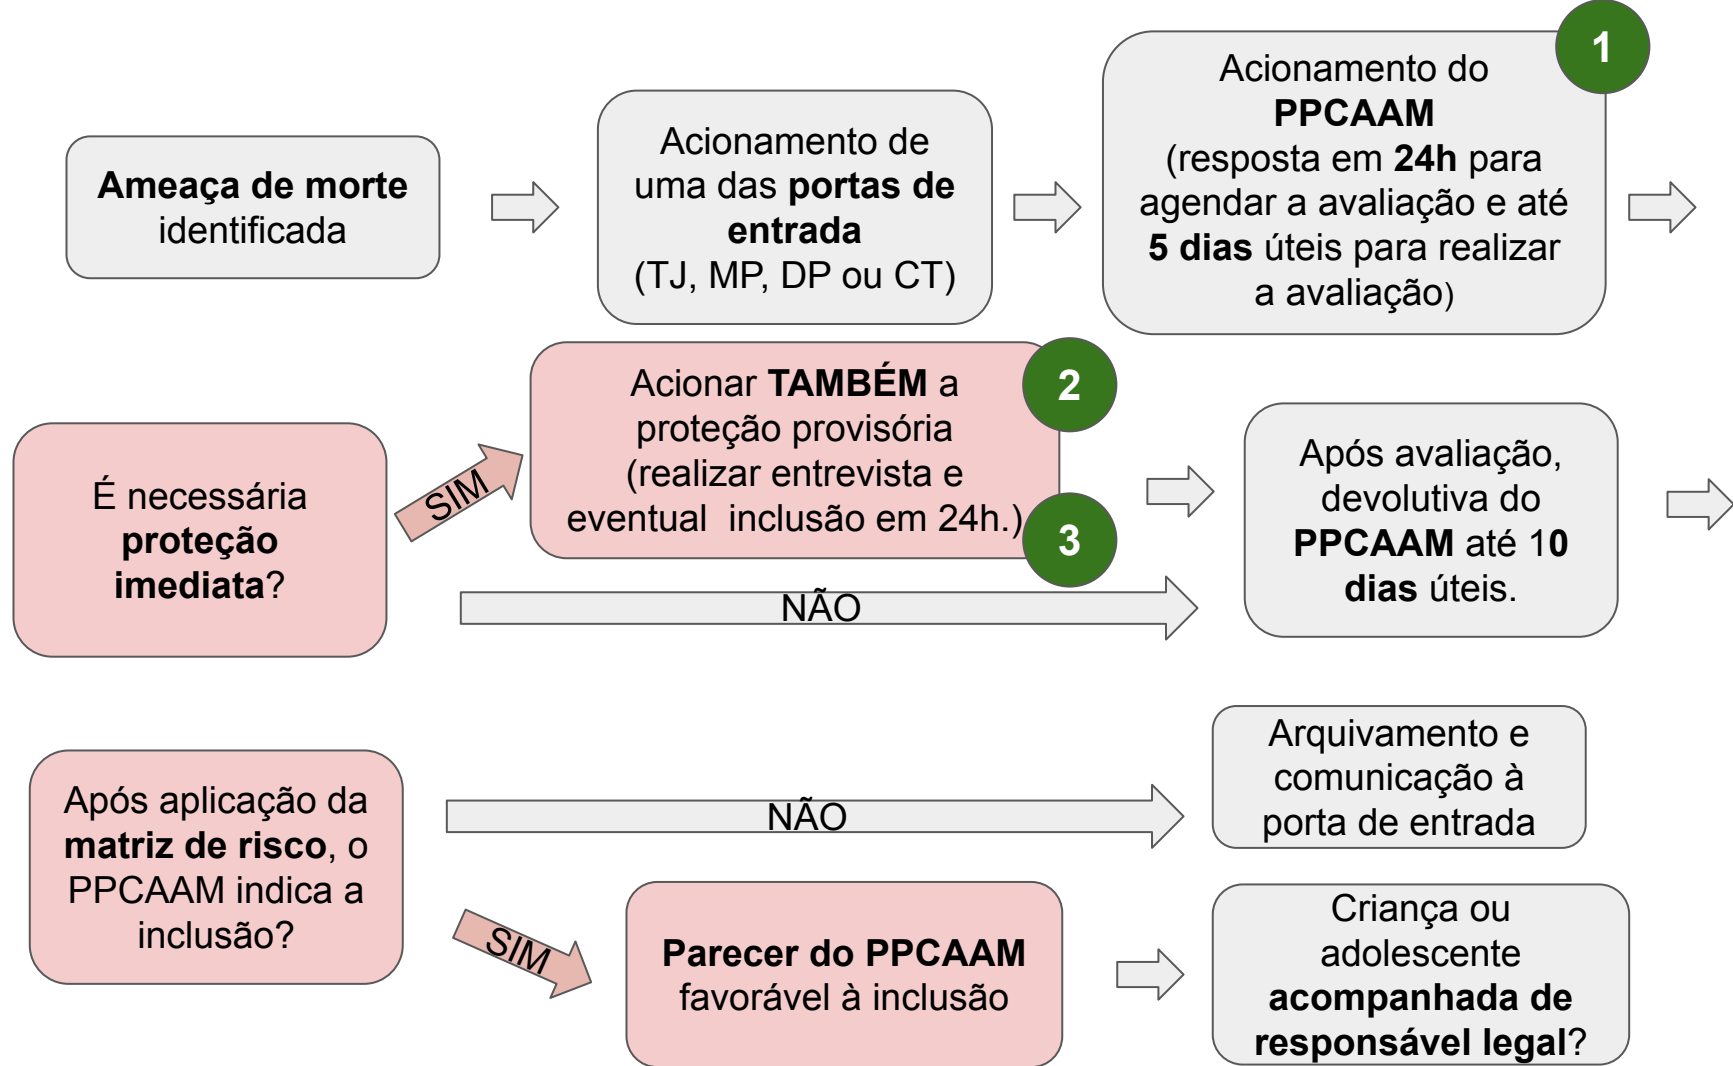 Ameaça de morte
identificada
Acionamento de
uma das portas de
entrada
(TJ, MP, DP ou CT)
1
Acionamento do
PPCAAM
(resposta em 24h para
agendar a avaliação e até
5 dias úteis para realizar
a avaliação)
É necessária
proteção
imediata?
SIM
Acionar TAMBÉM a
proteção provisória
(realizar entrevista e
eventual inclusão em 24h.)
2
3
NÃO
Após avaliação,
devolutiva do
PPCAAM até 10
dias úteis.
Após aplicação da
matriz de risco, o
PPCAAM indica a
inclusão?
NÃO
Arquivamento e
comunicação à
porta de entrada
SIM
Parecer do PPCAAM
favorável à inclusão
Criança ou
adolescente
acompanhada de
responsável legal?